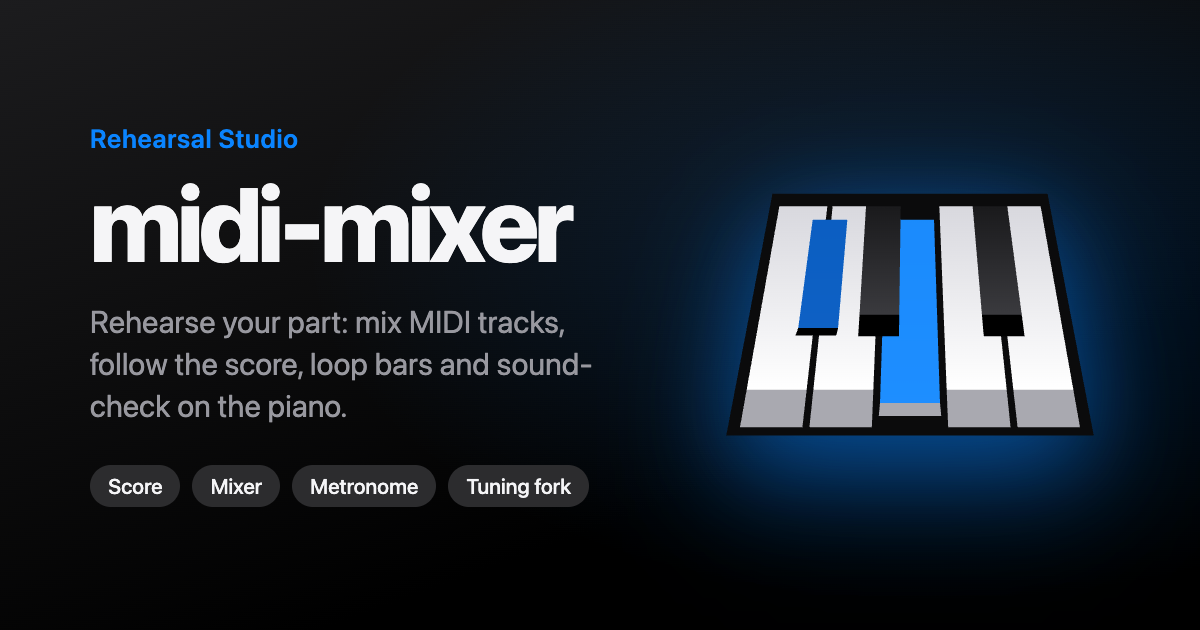 Rehearsal Studio
midi-mixer
Rehearse your part: mix MIDI tracks,
follow the score, loop bars and sound-
check on the piano.
Score
Mixer
Metronome
Tuning fork